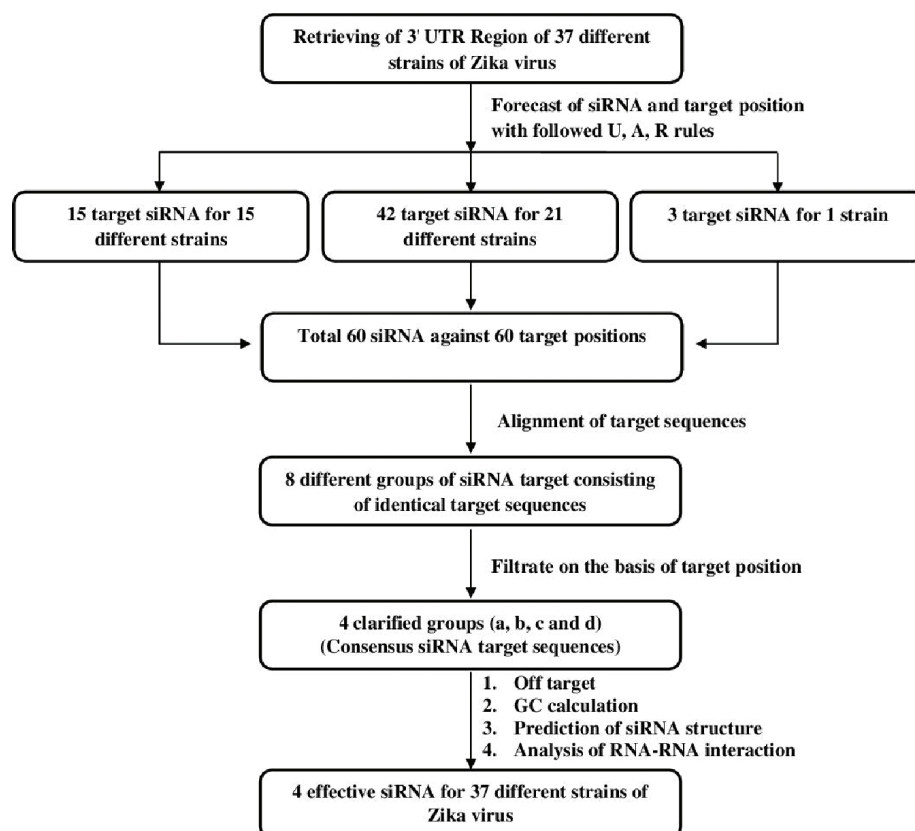 Retrieving of 3' UTR Region of 37 different
strains of Zika virus
Forecast of siRNA and target position
with followed U, A, R rules
15 target siRNA for 15
different strains
42 target siRNA for 21
different strains
3 target siRNA for 1 strain
Total 60 siRNA against 60 target positions
Alignment of target sequences
8 different groups of siRNA target consisting
of identical target sequences
Filtrate on the basis of target position
4 clarified groups (a, b, c and d)
(Consensus siRNA target sequences)
1. Off target
2. GC calculation
3. Prediction of siRNA structure
4. Analysis of RNA-RNA interaction
4 effective siRNA for 37 different strains of
Zika virus